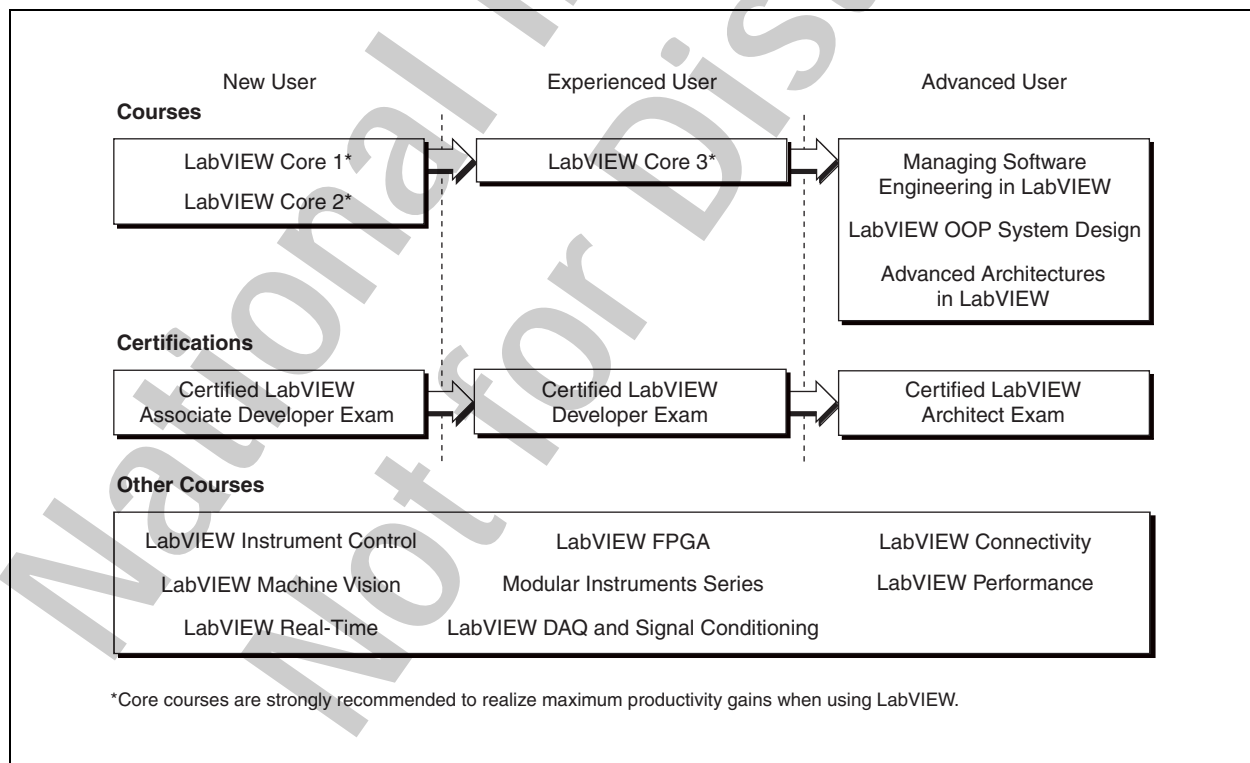 New User
Experienced User
Advanced User
Courses
LabVIEW Core 1*
LabVIEW Core 2*
LabVIEW Core 3*
Managing Software
Engineering in LabVIEW
LabVIEW OOP System Design
Advanced Architectures
in LabVIEW
Certifications
Certified LabVIEW
Associate Developer Exam
Certified LabVIEW
Developer Exam
Certified LabVIEW
Architect Exam
Other Courses
LabVIEW Instrument Control
LabVIEW FPGA
LabVIEW Connectivity
LabVIEW Machine Vision
Modular Instruments Series
LabVIEW Performance
LabVIEW Real-Time
LabVIEW DAQ and Signal Conditioning
*Core courses are strongly recommended to realize maximum productivity gains when using LabVIEW.
National
Not for